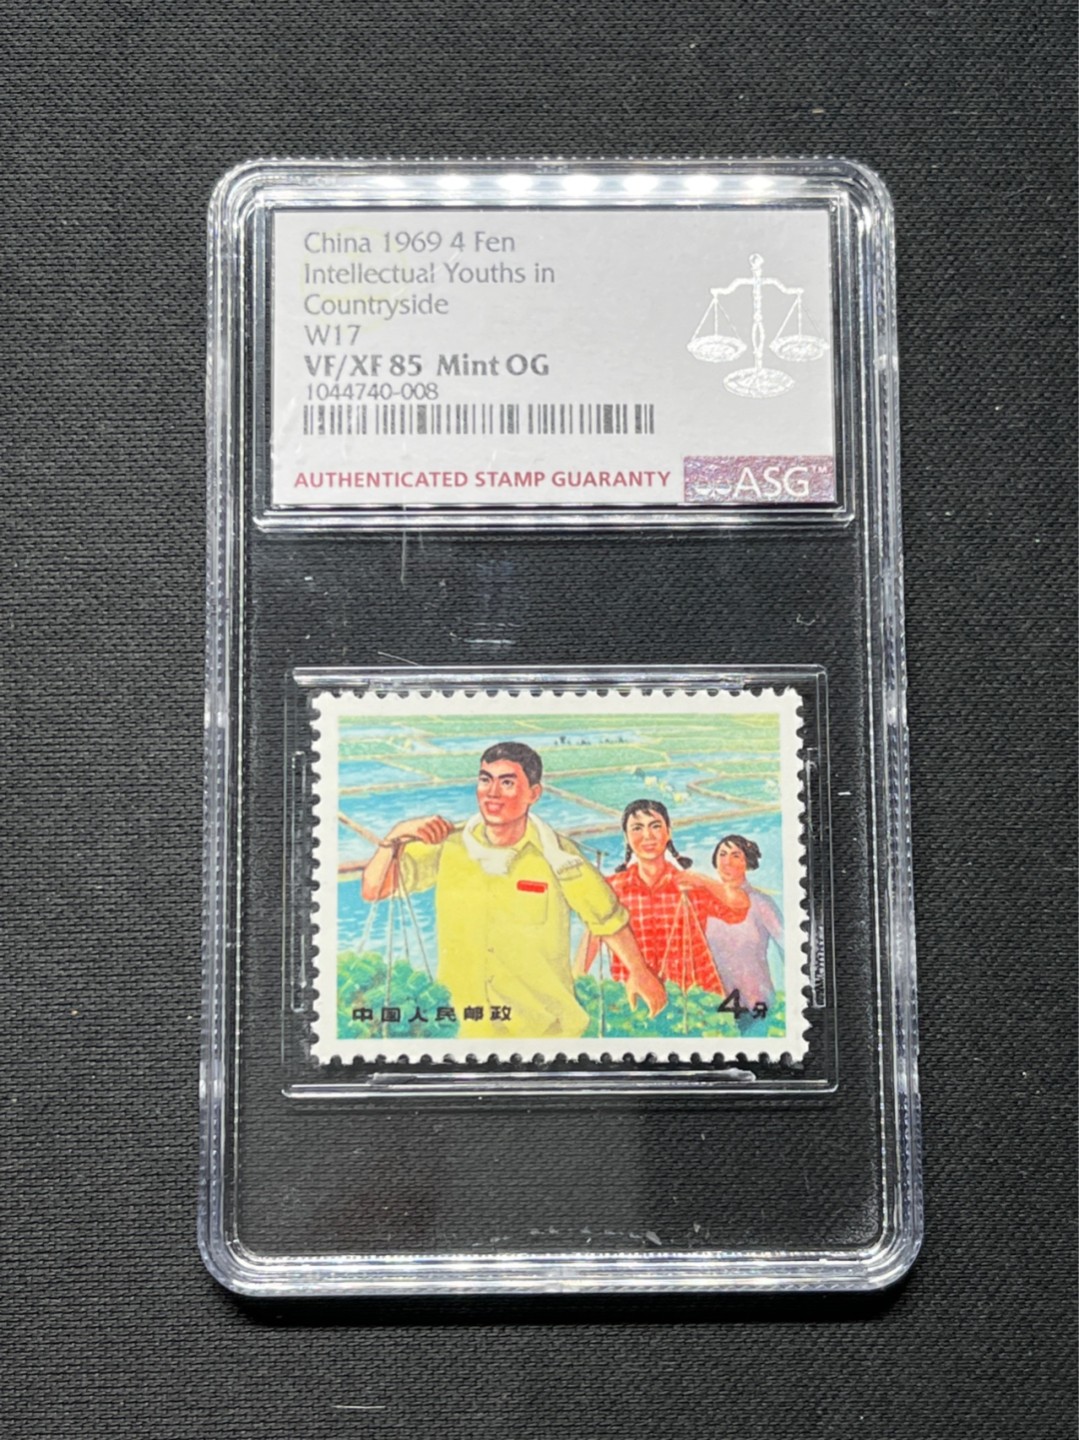 China 1969 4 Fen
Intellectual Youths in
Countryside
W17
VF/XF 85 Mint OG
1044740-008
AUTHENTICATED STAMP GUARANTY
ASG™
中国人民邮政
4分